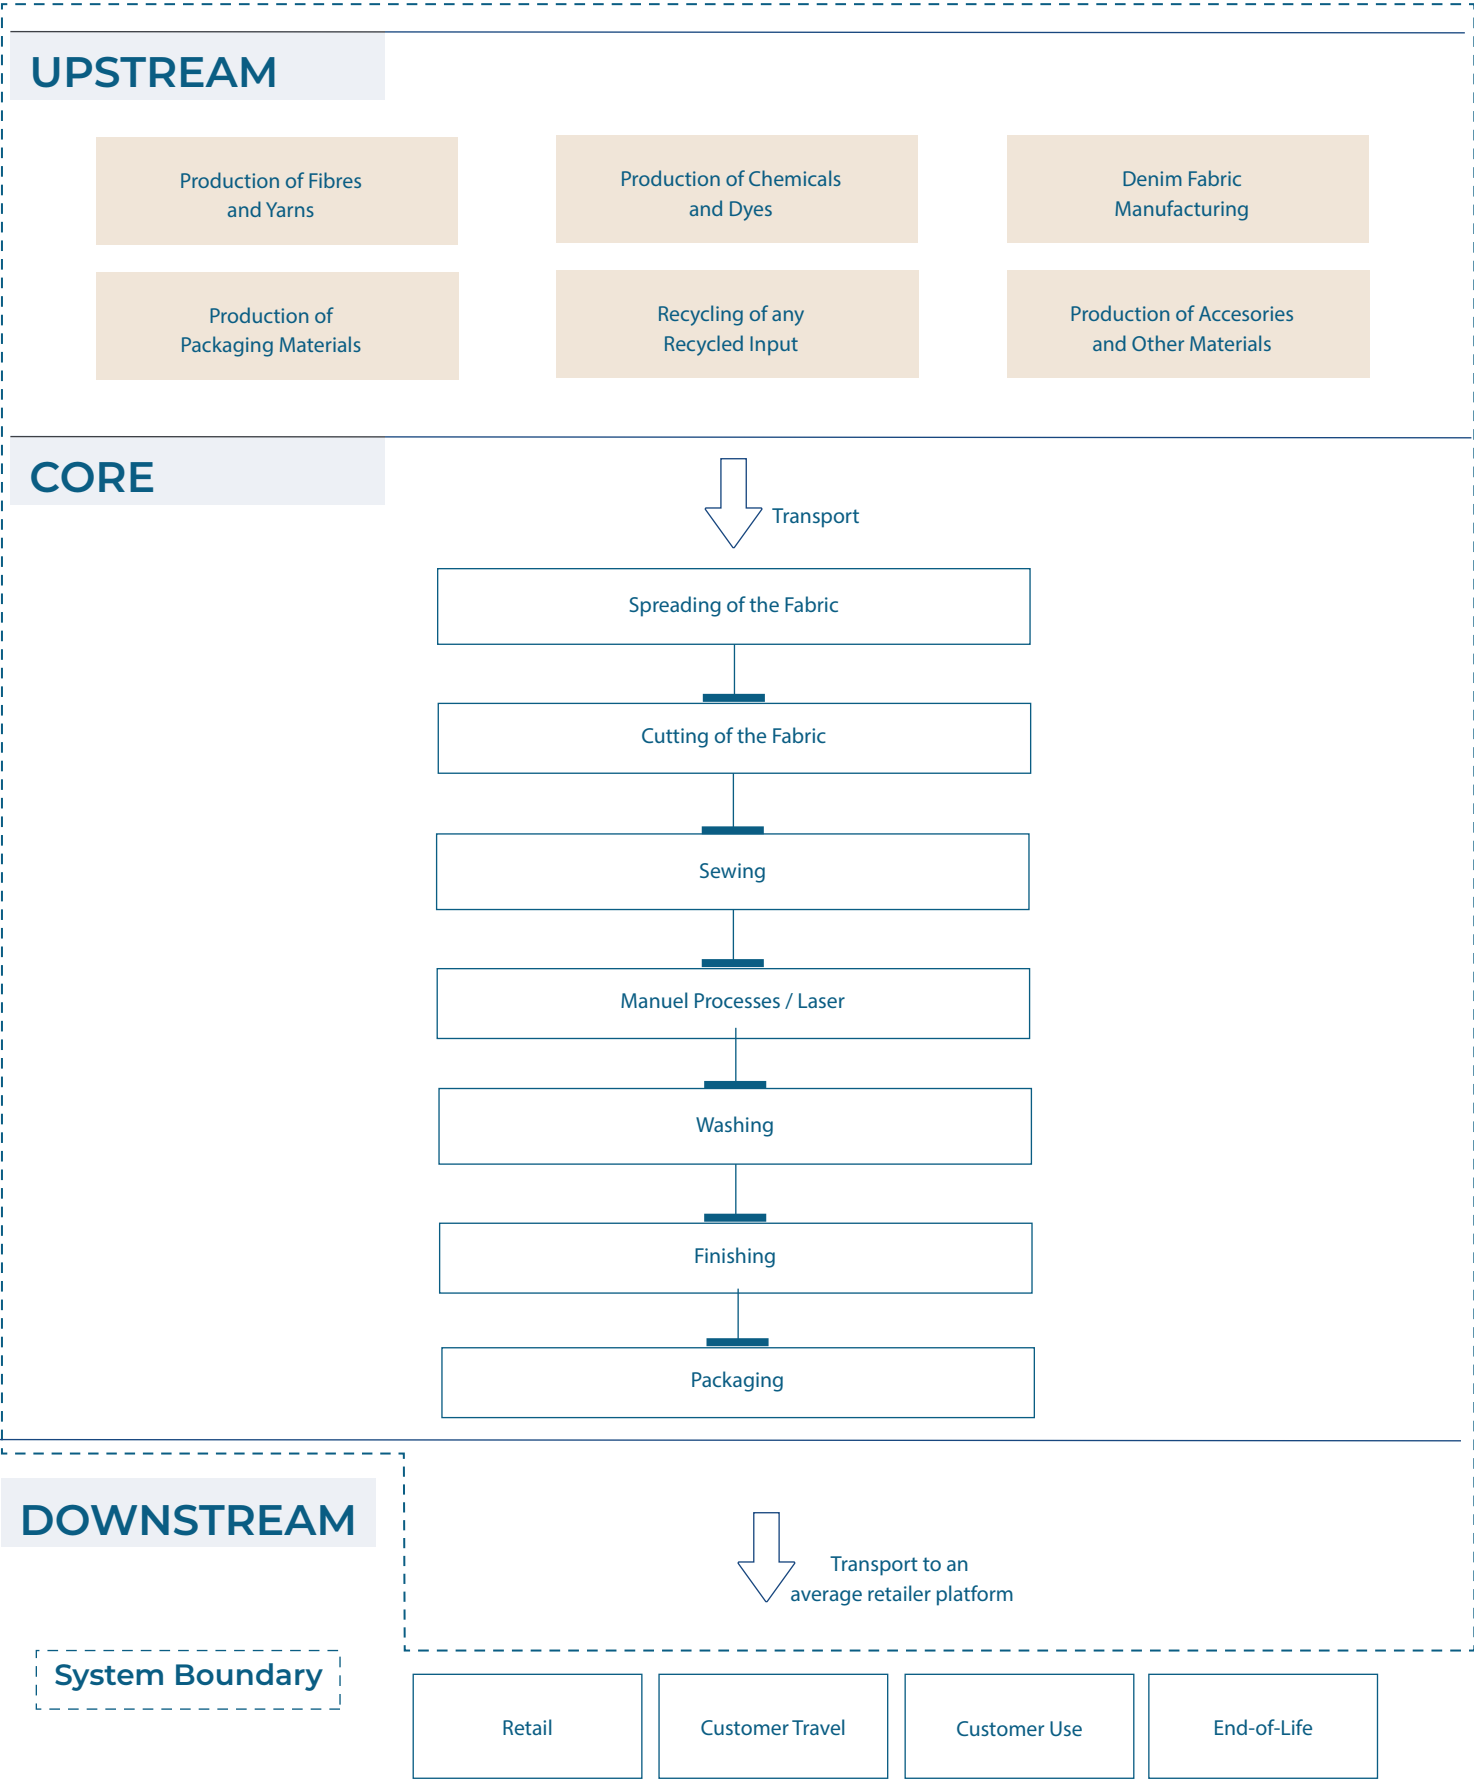 UPSTREAM
Production of Fibres
and Yarns
Production of Chemicals
and Dyes
Denim Fabric
Manufacturing
Production of
Packaging Materials
Recycling of any
Recycled Input
Production of Accesories
and Other Materials
CORE
Transport
Spreading of the Fabric
Cutting of the Fabric
Sewing
Manuel Processes / Laser
Washing
Finishing
Packaging
DOWNSTREAM
Transport to an
average retailer platform
System Boundary
Retail
Customer Travel
Customer Use
End-of-Life